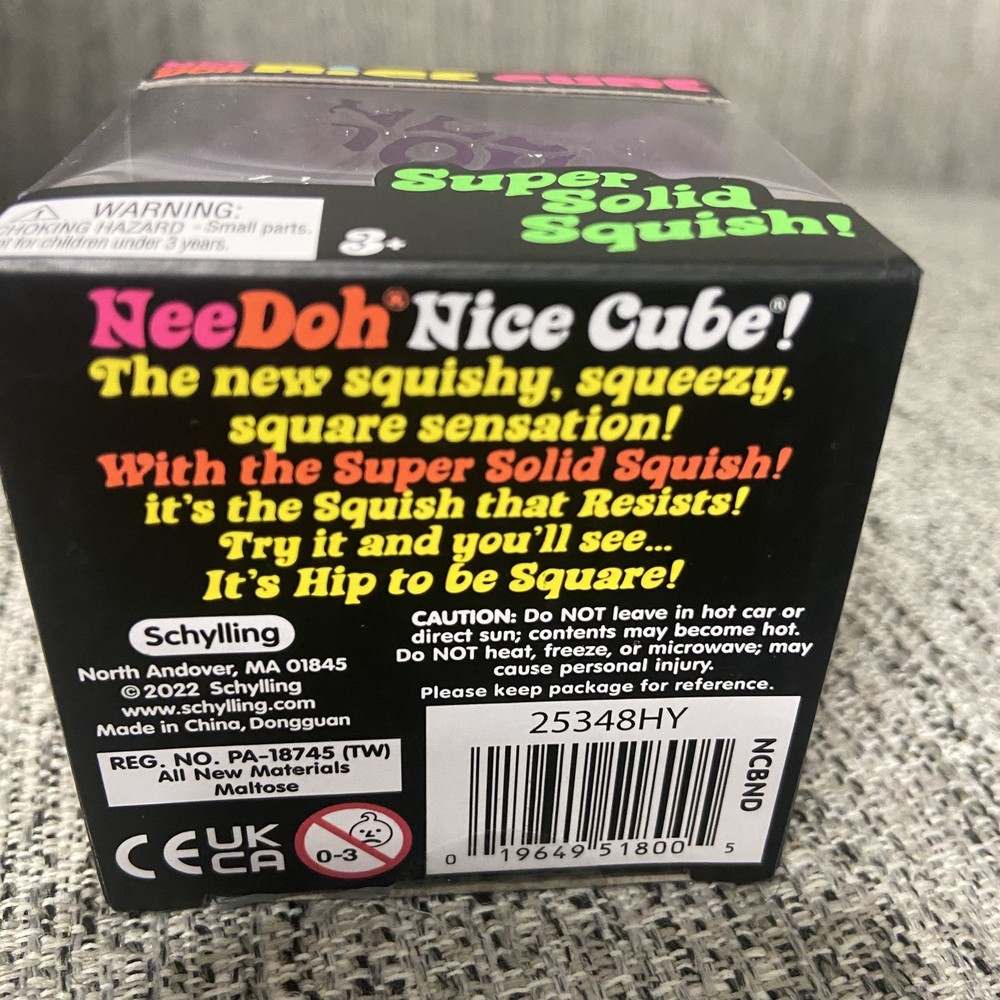 NICE CUBE
Super
Solid
Squish!
WARNING:
CHOKING HAZARD - Small parts.
for children under 3 years.
3+
NeeDoh® Nice Cube®!
The new squishy, squeezy,
square sensation!
With the Super Solid Squish!
it's the Squish that Resists!
Try it and you'll see...
It's Hip to be Square!
Schylling
North Andover, MA 01845
©2022 Schylling
www.schylling.com
Made in China, Dongguan
REG. NO. PA-18745 (TW)
All New Materials
Maltose
CE UK
CA
0-3
CAUTION: Do NOT leave in hot car or
direct sun; contents may become hot.
Do NOT heat, freeze, or microwave; may
cause personal injury.
Please keep package for reference.
25348HY
NCBND
0 19649 51800 5